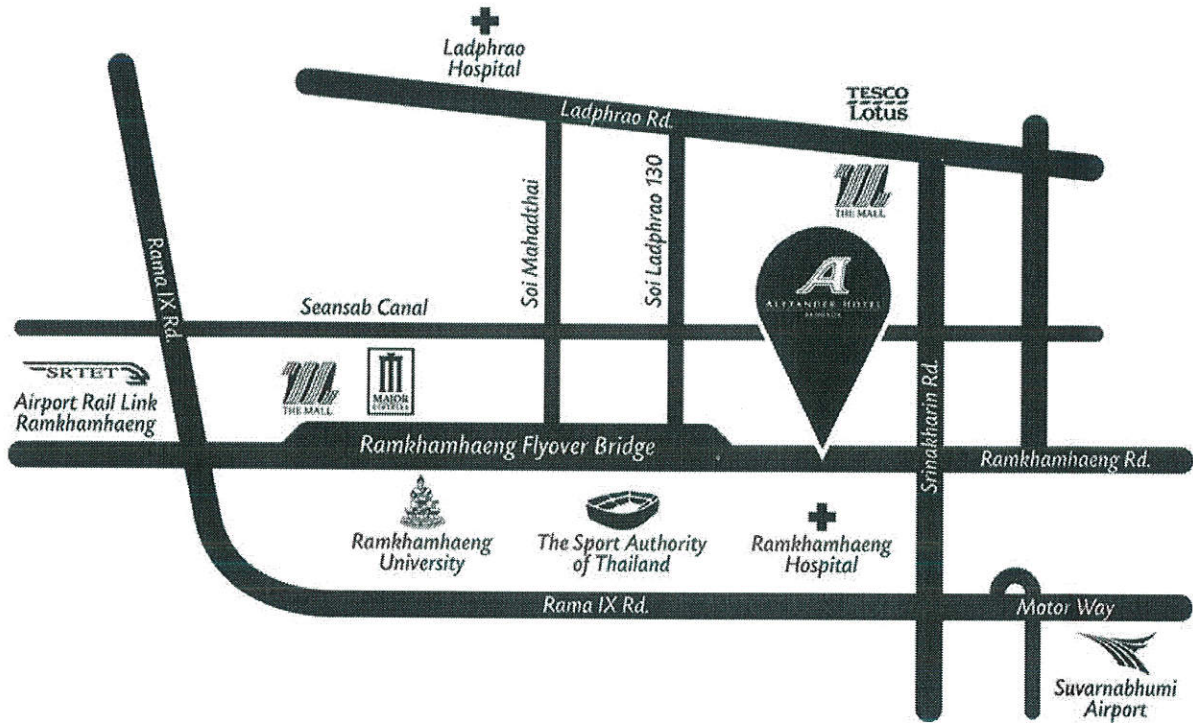 Ladphrao
Hospital
TESCO
Lotus
Ladphrao Rd.
THE MALL
Soi Mahadthai
Soi Ladphrao 130
Rama IX Rd.
A
ALEXANDER HOTEL
BANGKOK
Seansab Canal
SRTET
Airport Rail Link
Ramkhamhaeng
THE MALL
MAJOR
CINEPLEX
Ramkhamhaeng Flyover Bridge
Srinakharin Rd.
Ramkhamhaeng Rd.
Ramkhamhaeng
University
The Sport Authority
of Thailand
Ramkhamhaeng
Hospital
Rama IX Rd.
Motor Way
Suvarnabhumi
Airport